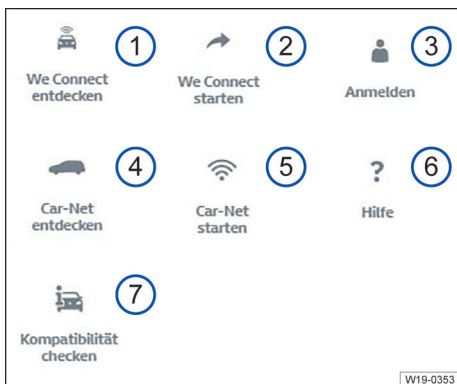 1
2
3
We Connect
entdecken
We Connect
starten
Anmelden
4
5
?
6
Car-Net
entdecken
Car-Net
starten
Hilfe
7
Kompatibilität
checken
W19-0353